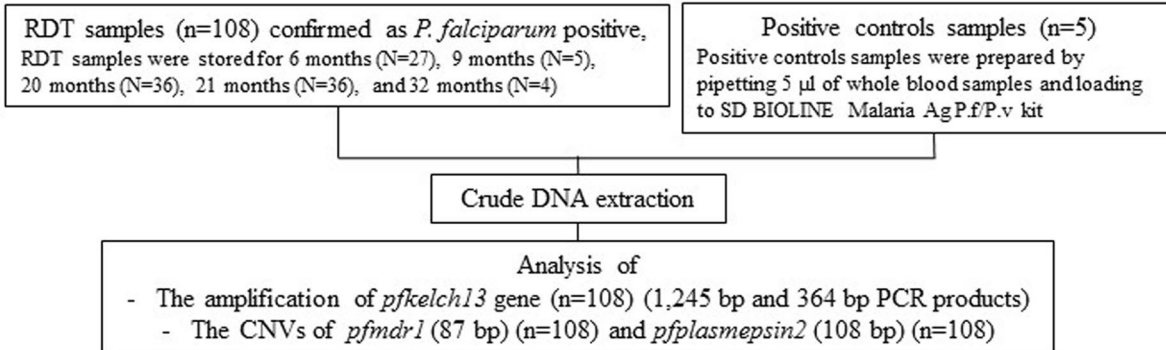 RDT samples (n=108) confirmed as P. falciparum positive,
RDT samples were stored for 6 months (N=27), 9 months (N=5),
20 months (N=36), 21 months (N=36), and 32 months (N=4)
Positive controls samples (n=5)
Positive controls samples were prepared by
pipetting 5 µl of whole blood samples and loading
to SD BIOLINE Malaria Ag P.f/P.v kit
Crude DNA extraction
Analysis of
- The amplification of pfkelch13 gene (n=108) (1,245 bp and 364 bp PCR products)
- The CNVs of pfmdr1 (87 bp) (n=108) and pfplasmepsin2 (108 bp) (n=108)